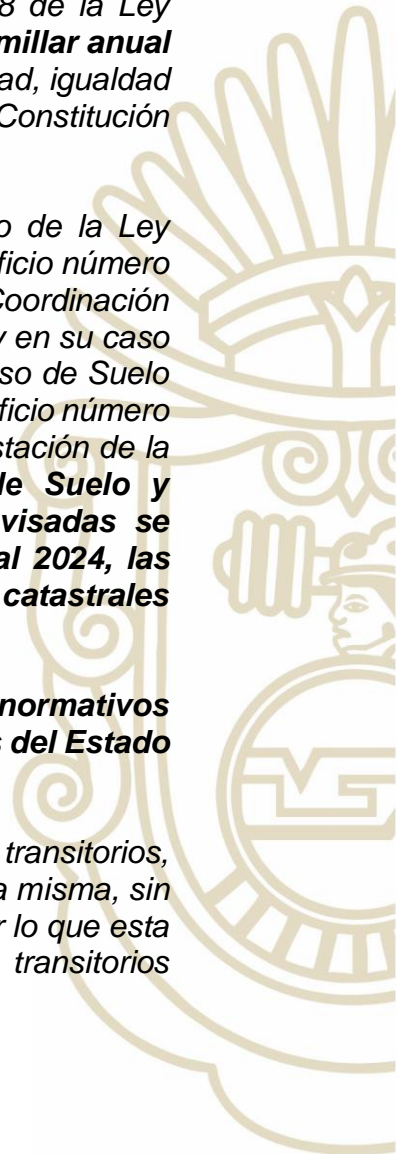 8 de la Ley
millar anual
ad, igualdad
Constitución
o de la Ley
ficio número
Coordinación
y en su caso
so de Suelo
ficio número
stación de la
le Suelo y
visadas se
al 2024, las
catastrales
normativos
s del Estado
transitorios,
a misma, sin
r lo que esta
transitorios